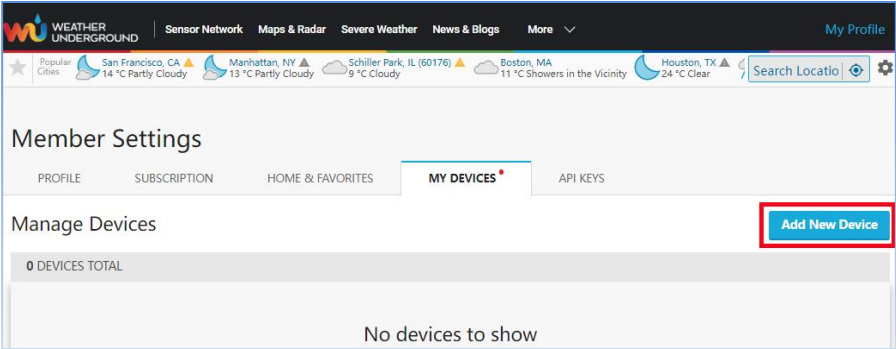 WEATHER
UNDERGROUND
Sensor Network Maps & Radar Severe Weather News & Blogs More My Profile
Popular
Cities
San Francisco, CA
14 °C Partly Cloudy
Manhattan, NY
13 °C Partly Cloudy
Schiller Park, IL (60176)
9 °C Cloudy
Boston, MA
11 °C Showers in the Vicinity
Houston, TX
24 °C Clear
Search Locatio
Member Settings
PROFILE SUBSCRIPTION HOME & FAVORITES MY DEVICES API KEYS
Manage Devices
Add New Device
0 DEVICES TOTAL
No devices to show